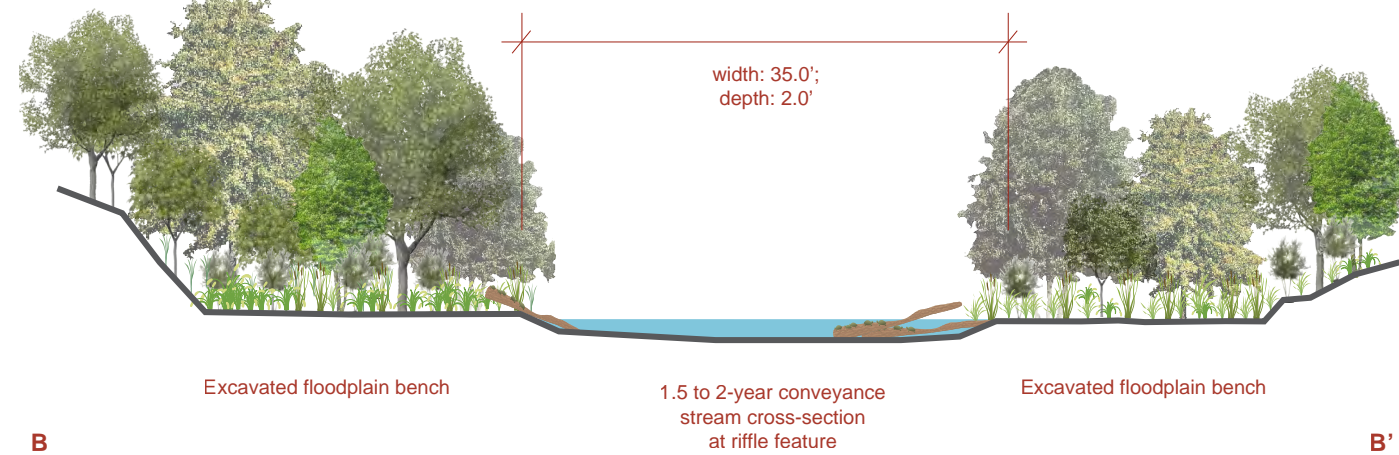 width: 35.0';
depth: 2.0'
Excavated floodplain bench
1.5 to 2-year conveyance
stream cross-section
at riffle feature
Excavated floodplain bench
B
B'